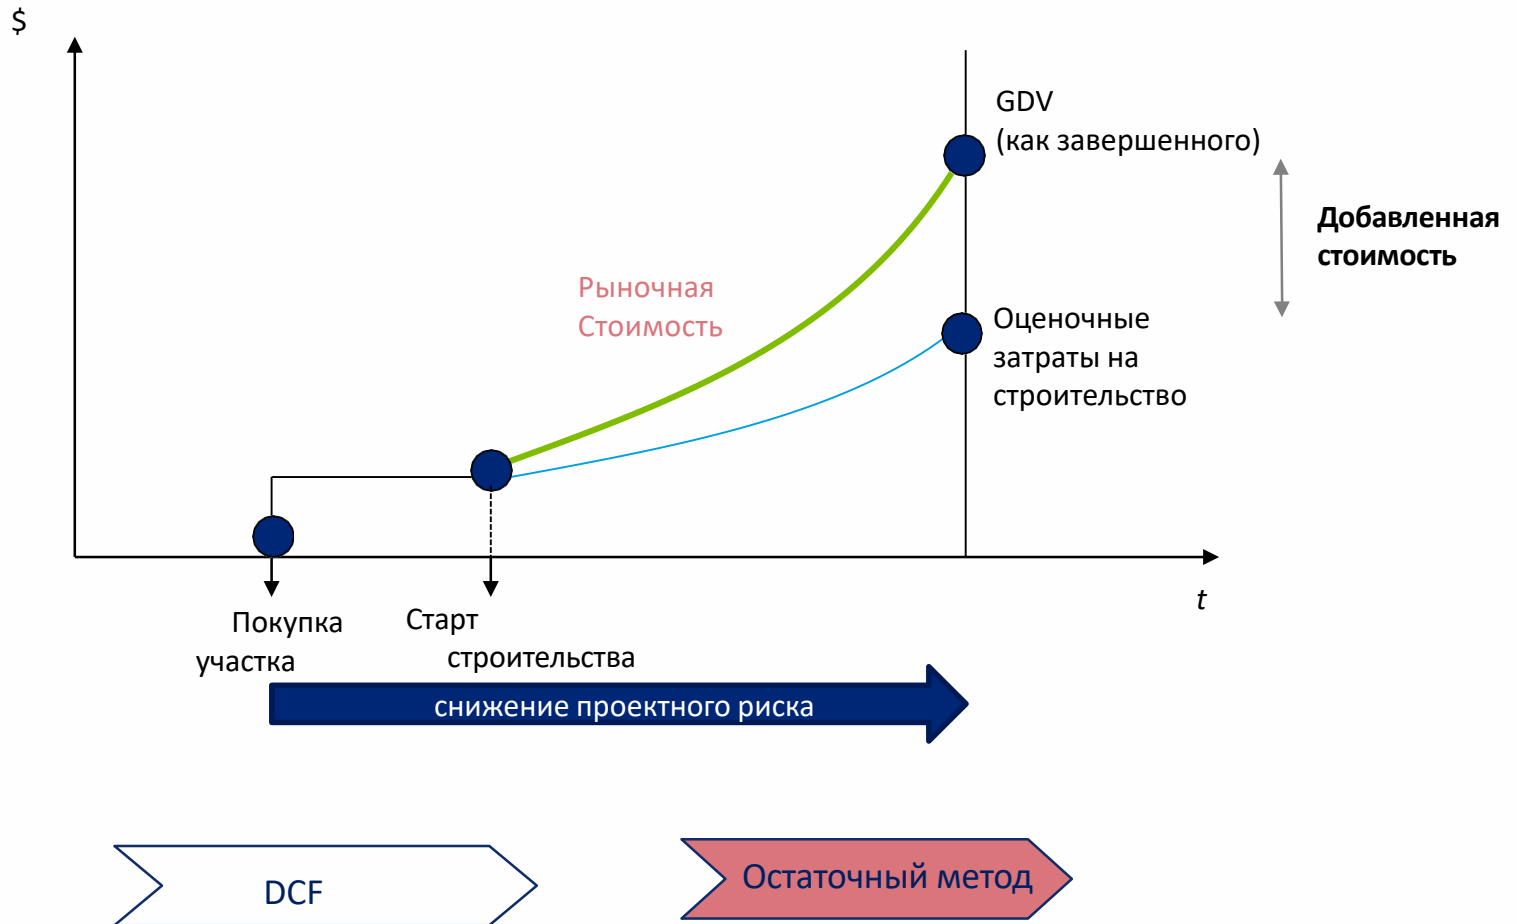 $
GDV
(как завершенного)
Добавленная
стоимость
Рыночная
Стоимость
Оценочные
затраты на
строительство
t
Покупка
участка
Старт
строительства
снижение проектного риска
DCF
Остаточный метод